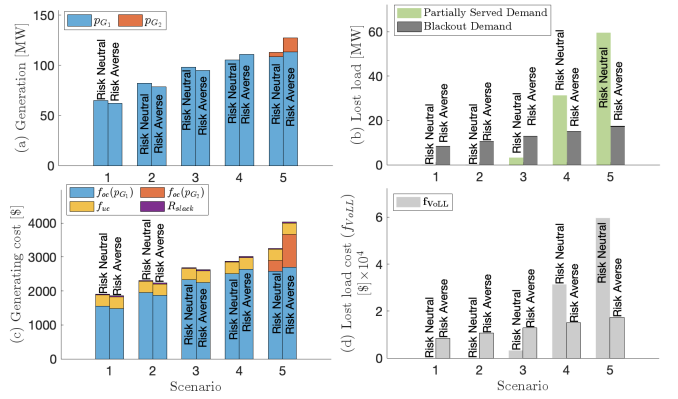 p_{G_1} p_{G_2}
(a) Generation [MW]
150
100
50
0
Risk Neutral
Risk Averse
Risk Neutral
Risk Averse
Risk Neutral
Risk Averse
Risk Neutral
Risk Averse
Risk Neutral
Risk Averse
1 2 3 4 5
Partially Served Demand
Blackout Demand
(b) Lost load [MW]
60
40
20
0
Risk Neutral
Risk Averse
Risk Neutral
Risk Averse
Risk Neutral
Risk Averse
Risk Neutral
Risk Averse
Risk Neutral
Risk Averse
1 2 3 4 5
f_{oc}(p_{G_1}) f_{oc}(p_{G_2})
f_{uc} R_{slack}
(c) Generating cost [$]
4000
3000
2000
1000
0
Risk Neutral
Risk Averse
Risk Neutral
Risk Averse
Risk Neutral
Risk Averse
Risk Neutral
Risk Averse
Risk Neutral
Risk Averse
1 2 3 4 5
Scenario
f_{VoLL}
(d) Lost load cost (f_{VoLL})
[$]×10^4
6
4
2
0
Risk Neutral
Risk Averse
Risk Neutral
Risk Averse
Risk Neutral
Risk Averse
Risk Neutral
Risk Averse
Risk Neutral
Risk Averse
1 2 3 4 5
Scenario